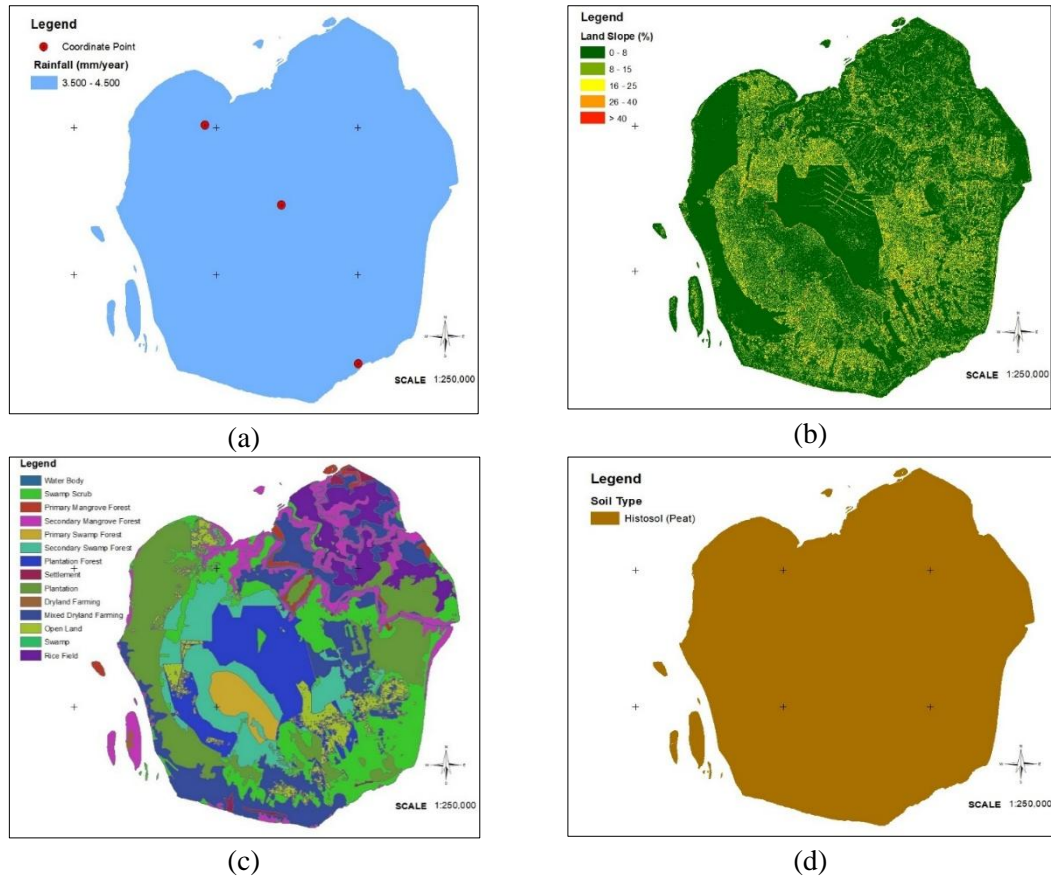 Legend
Coordinate Point
Rainfall (mm/year)
3.500 - 4.500
N
W
E
S
SCALE 1:250,000
(a)
Legend
Land Slope (%)
0 - 8
8 - 15
16 - 25
26 - 40
> 40
N
W
E
S
SCALE 1:250,000
(b)
Legend
Water Body
Swamp Scrub
Primary Mangrove Forest
Secondary Mangrove Forest
Primary Swamp Forest
Secondary Swamp Forest
Plantation Forest
Settlement
Plantation
Dryland Farming
Mixed Dryland Farming
Open Land
Swamp
Rice Field
N
W
E
S
SCALE 1:250,000
(c)
Legend
Soil Type
Histosol (Peat)
N
W
E
S
SCALE 1:250,000
(d)